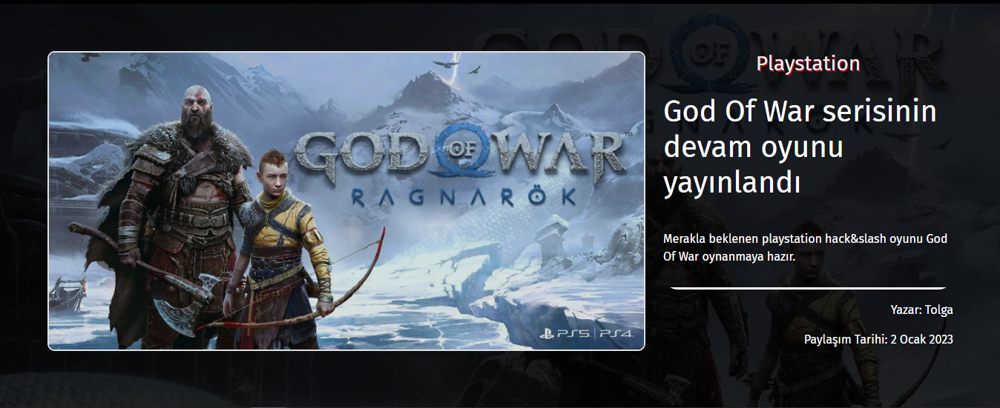 GOD OF WAR™
RAGNARÖK
PS5 | PS4
Playstation
God Of War serisinin
devam oyunu
yayınlandı
Merakla beklenen playstation hack&slash oyunu God
Of War oynanmaya hazır.
Yazar: Tolga
Paylaşım Tarihi: 2 Ocak 2023